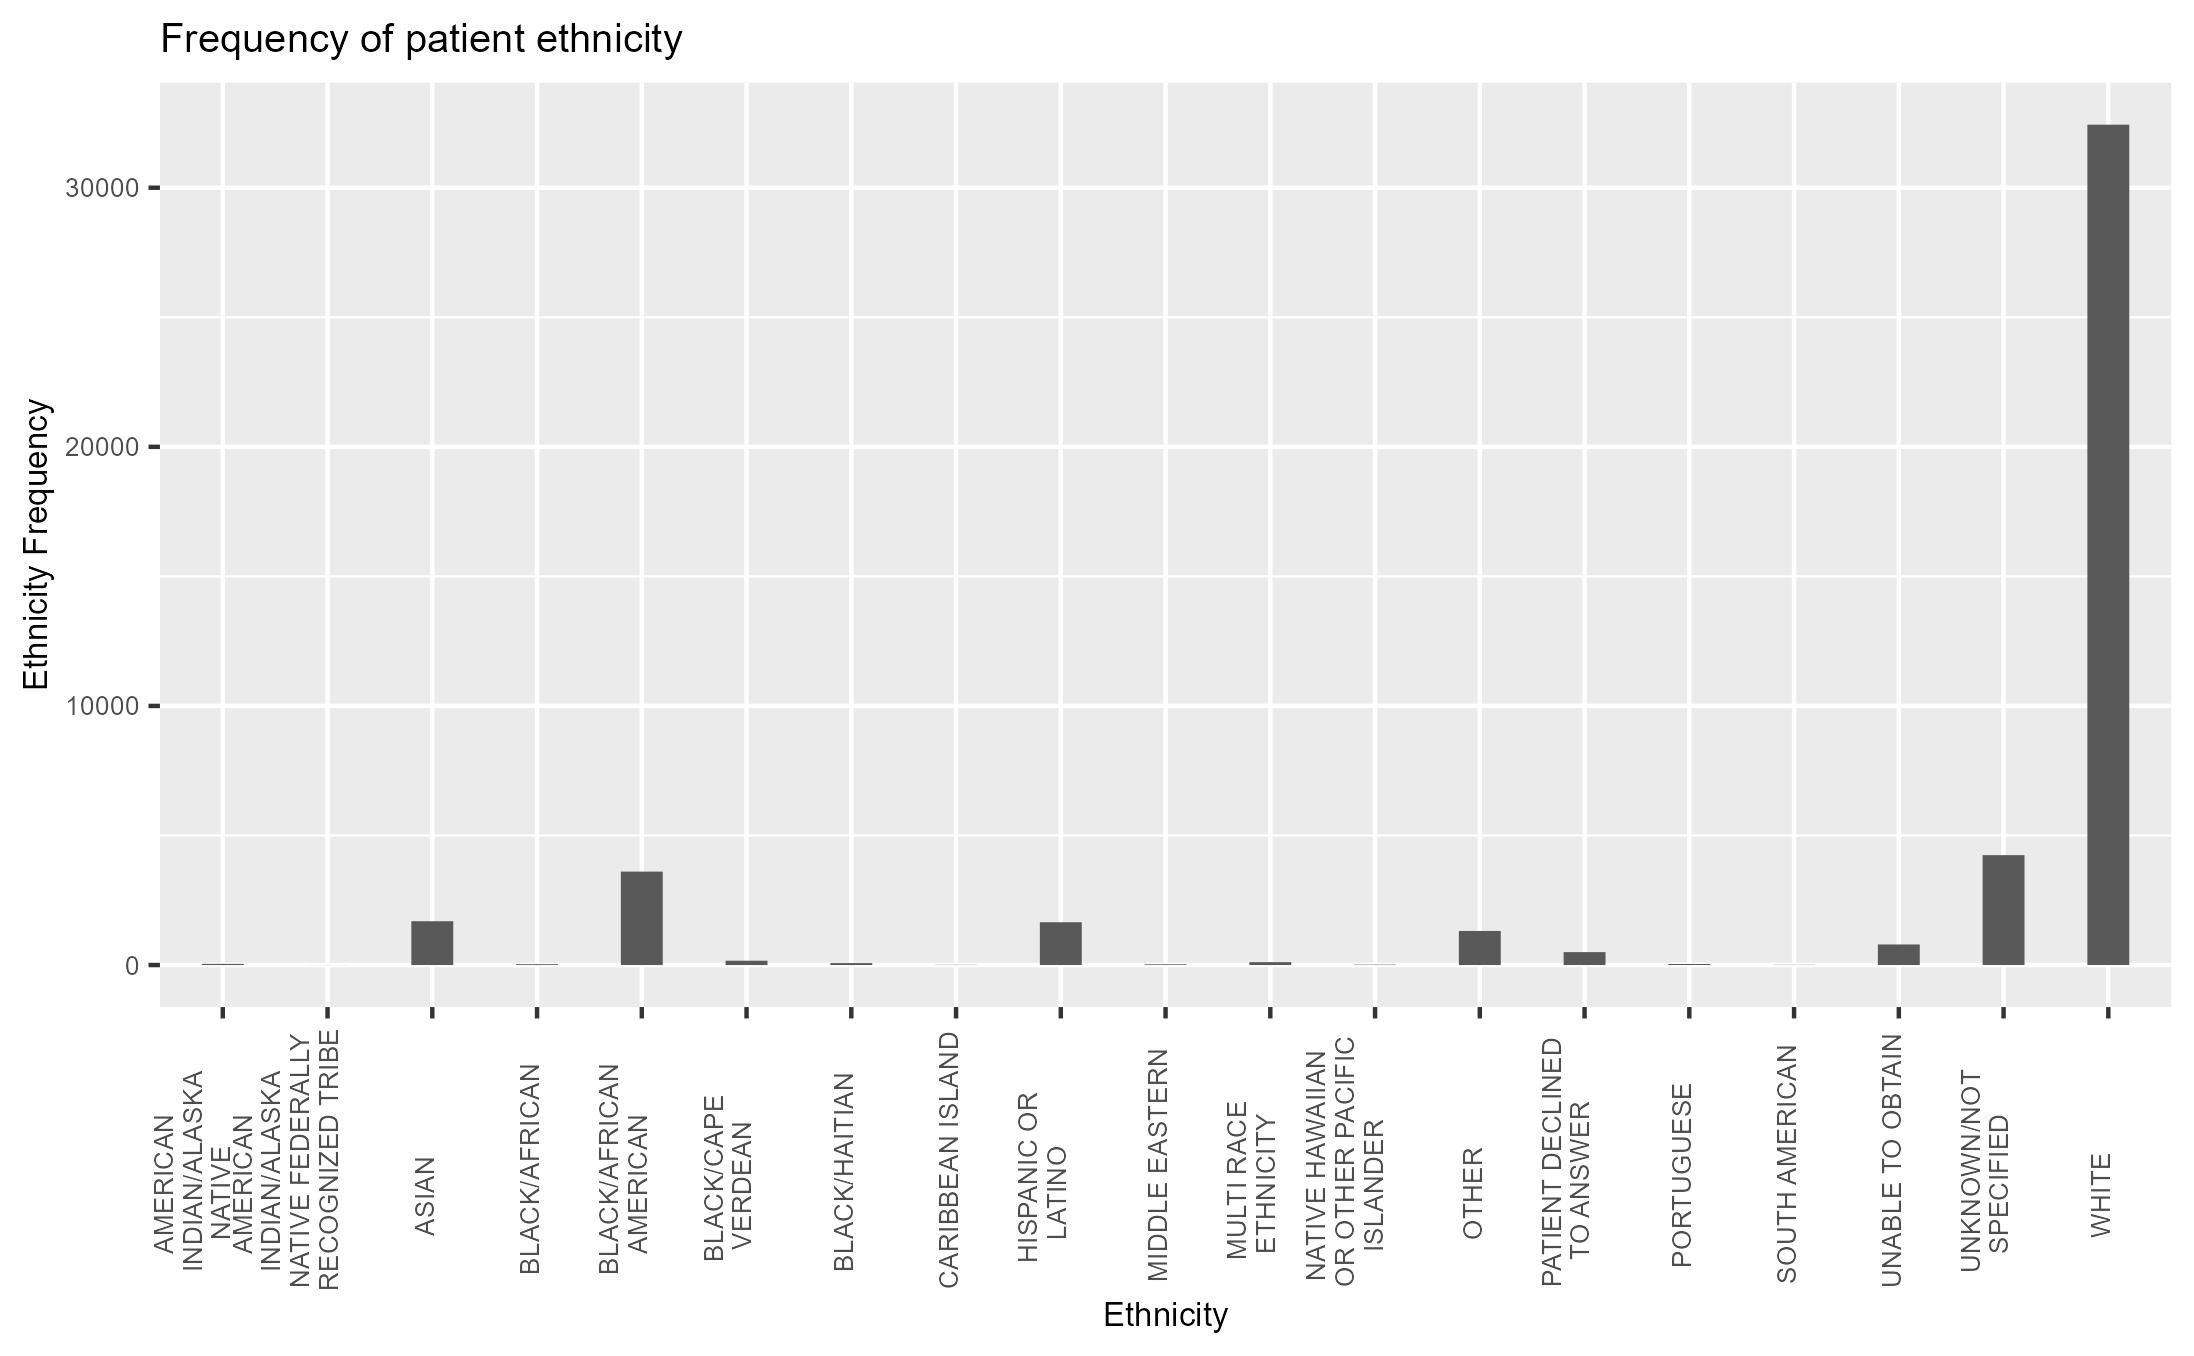 Frequency of patient ethnicity
Ethnicity Frequency
30000
20000
10000
0
AMERICAN
INDIAN/ALASKA
NATIVE
AMERICAN
INDIAN/ALASKA
NATIVE FEDERALLY
RECOGNIZED TRIBE
ASIAN
BLACK/AFRICAN
BLACK/AFRICAN
AMERICAN
BLACK/CAPE
VERDEAN
BLACK/HAITIAN
CARIBBEAN ISLAND
HISPANIC OR
LATINO
MIDDLE EASTERN
MULTI RACE
ETHNICITY
NATIVE HAWAIIAN
OR OTHER PACIFIC
ISLANDER
OTHER
PATIENT DECLINED
TO ANSWER
PORTUGUESE
SOUTH AMERICAN
UNABLE TO OBTAIN
UNKNOWN/NOT
SPECIFIED
WHITE
Ethnicity